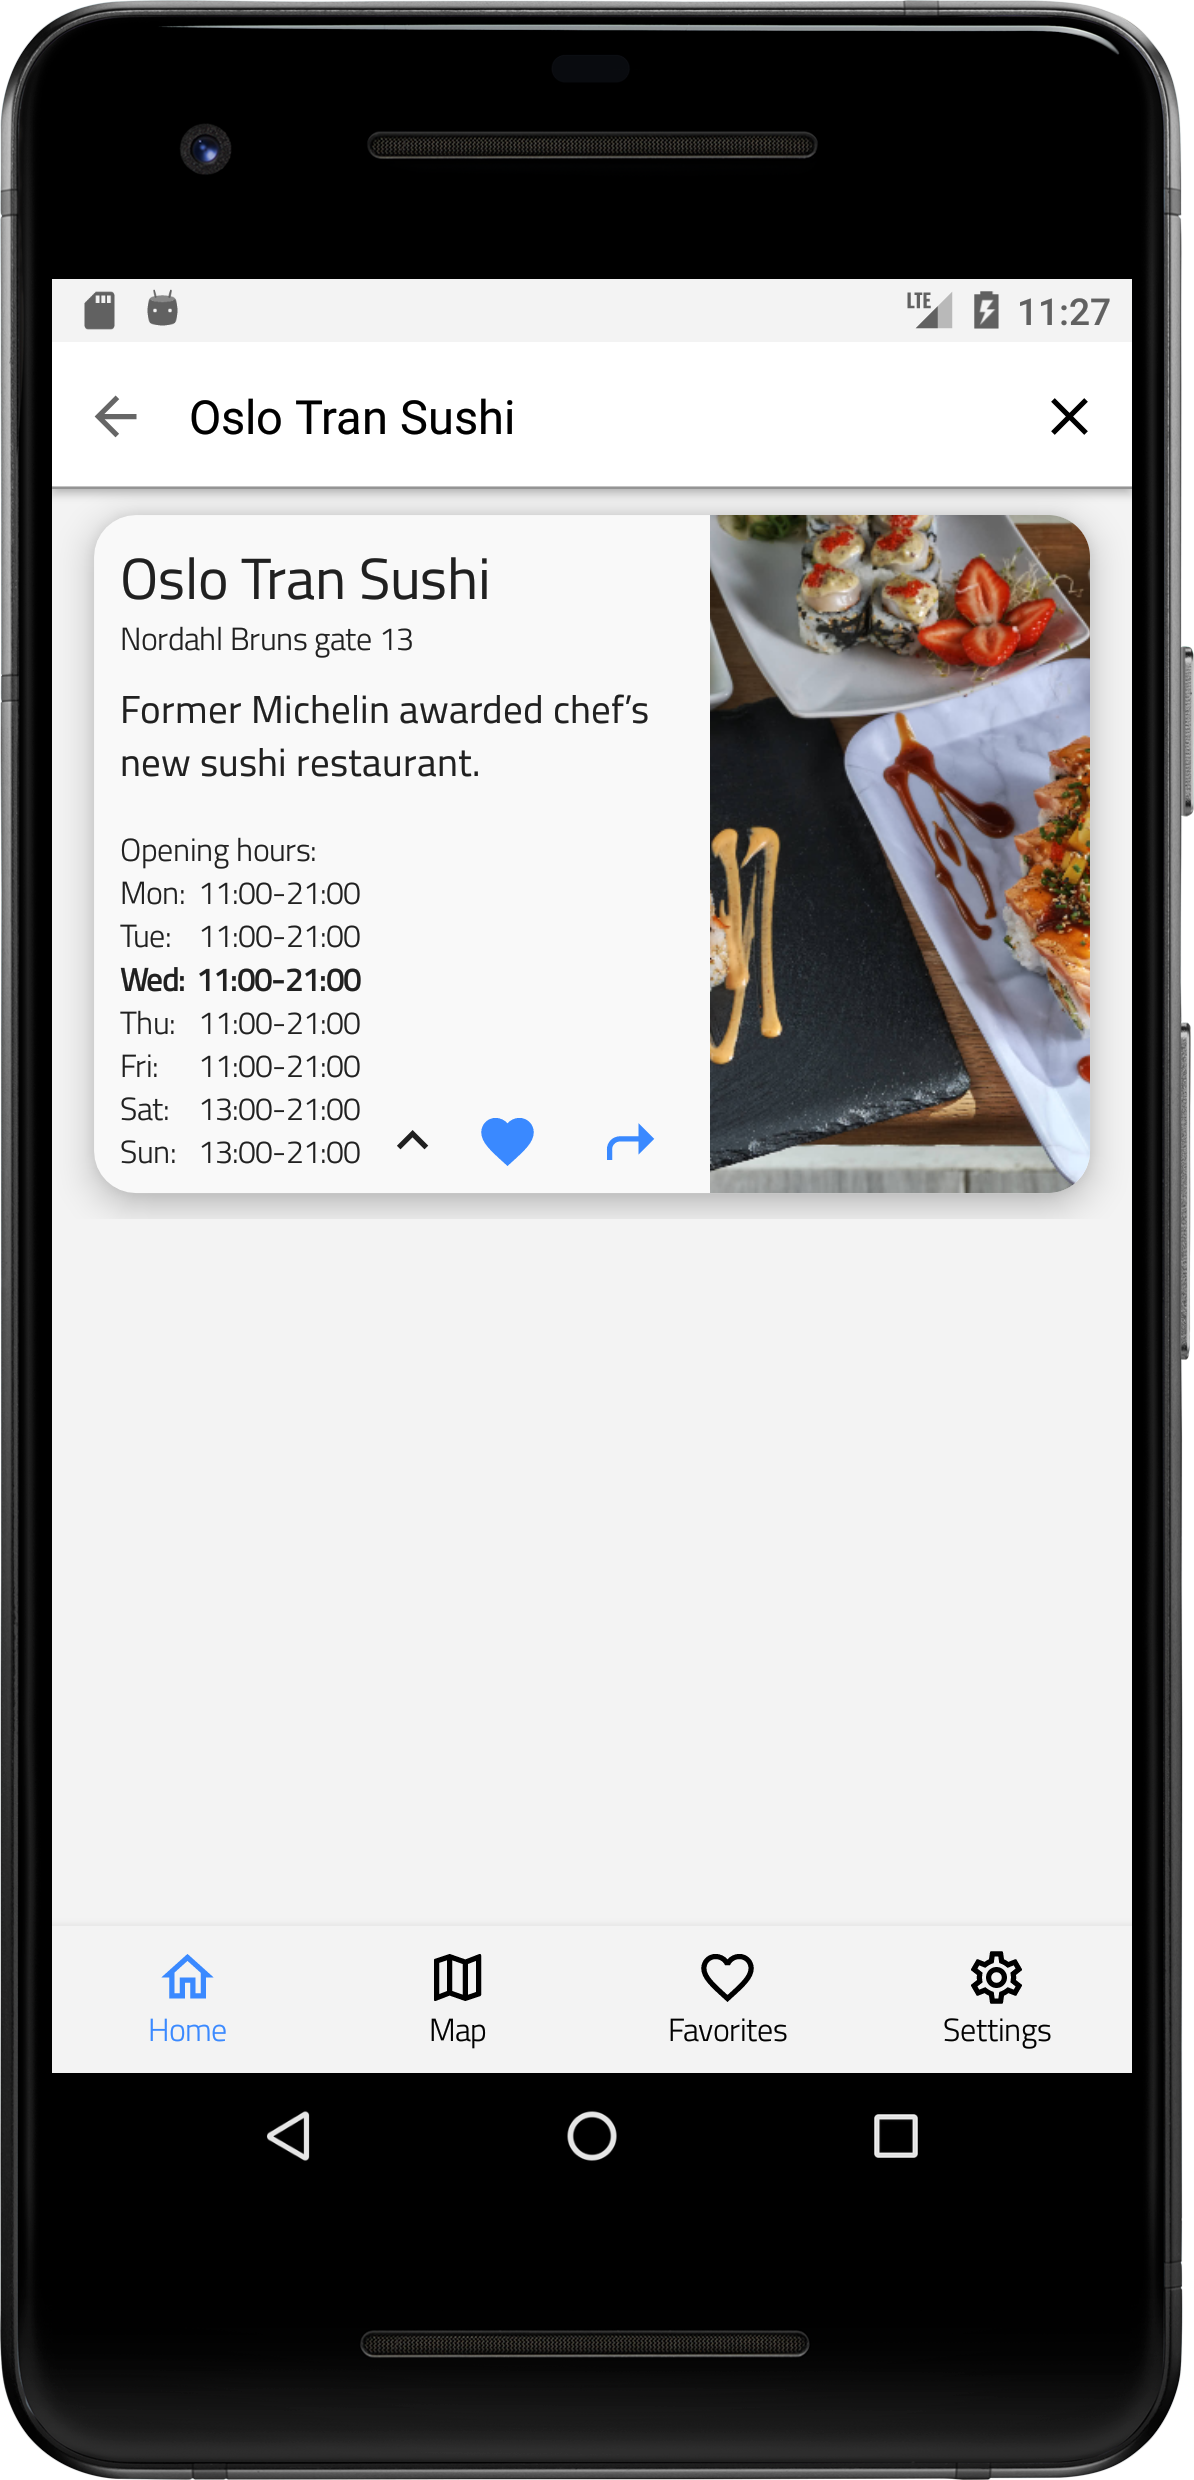 LTE 11:27
Oslo Tran Sushi
Oslo Tran Sushi
Nordahl Bruns gate 13
Former Michelin awarded chef’s
new sushi restaurant.
Opening hours:
Mon: 11:00-21:00
Tue: 11:00-21:00
Wed: 11:00-21:00
Thu: 11:00-21:00
Fri: 11:00-21:00
Sat: 13:00-21:00
Sun: 13:00-21:00
Home Map Favorites Settings